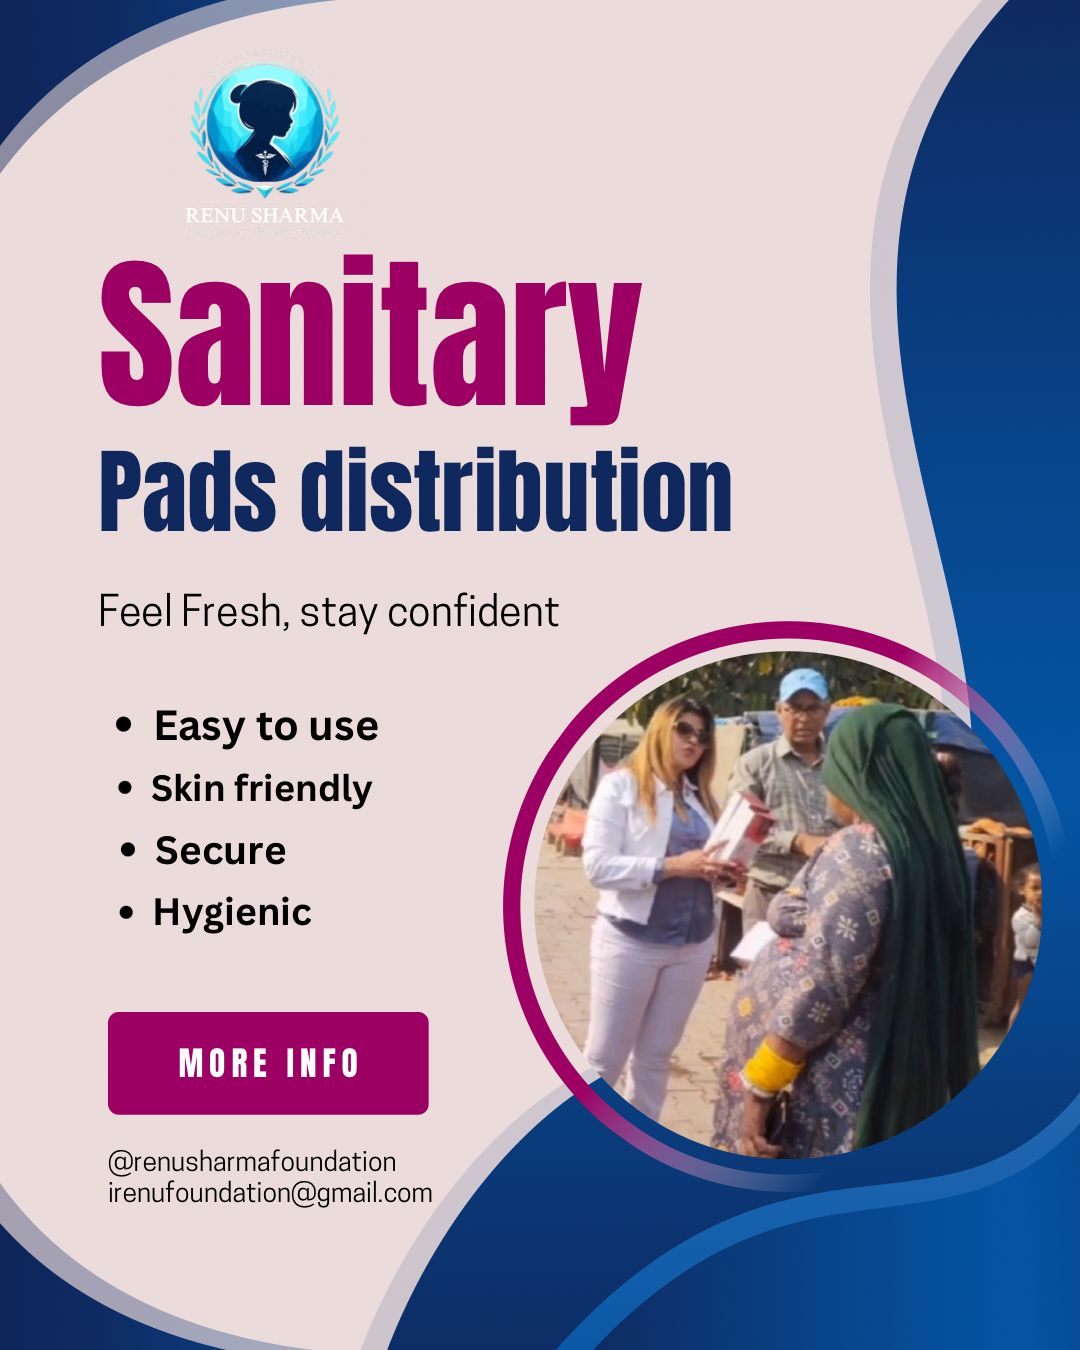 RENU SHARMA
Sanitary
Pads distribution
Feel Fresh, stay confident
• Easy to use
• Skin friendly
• Secure
• Hygienic
MORE INFO
@renusharmafoundation
irenufoundation@gmail.com